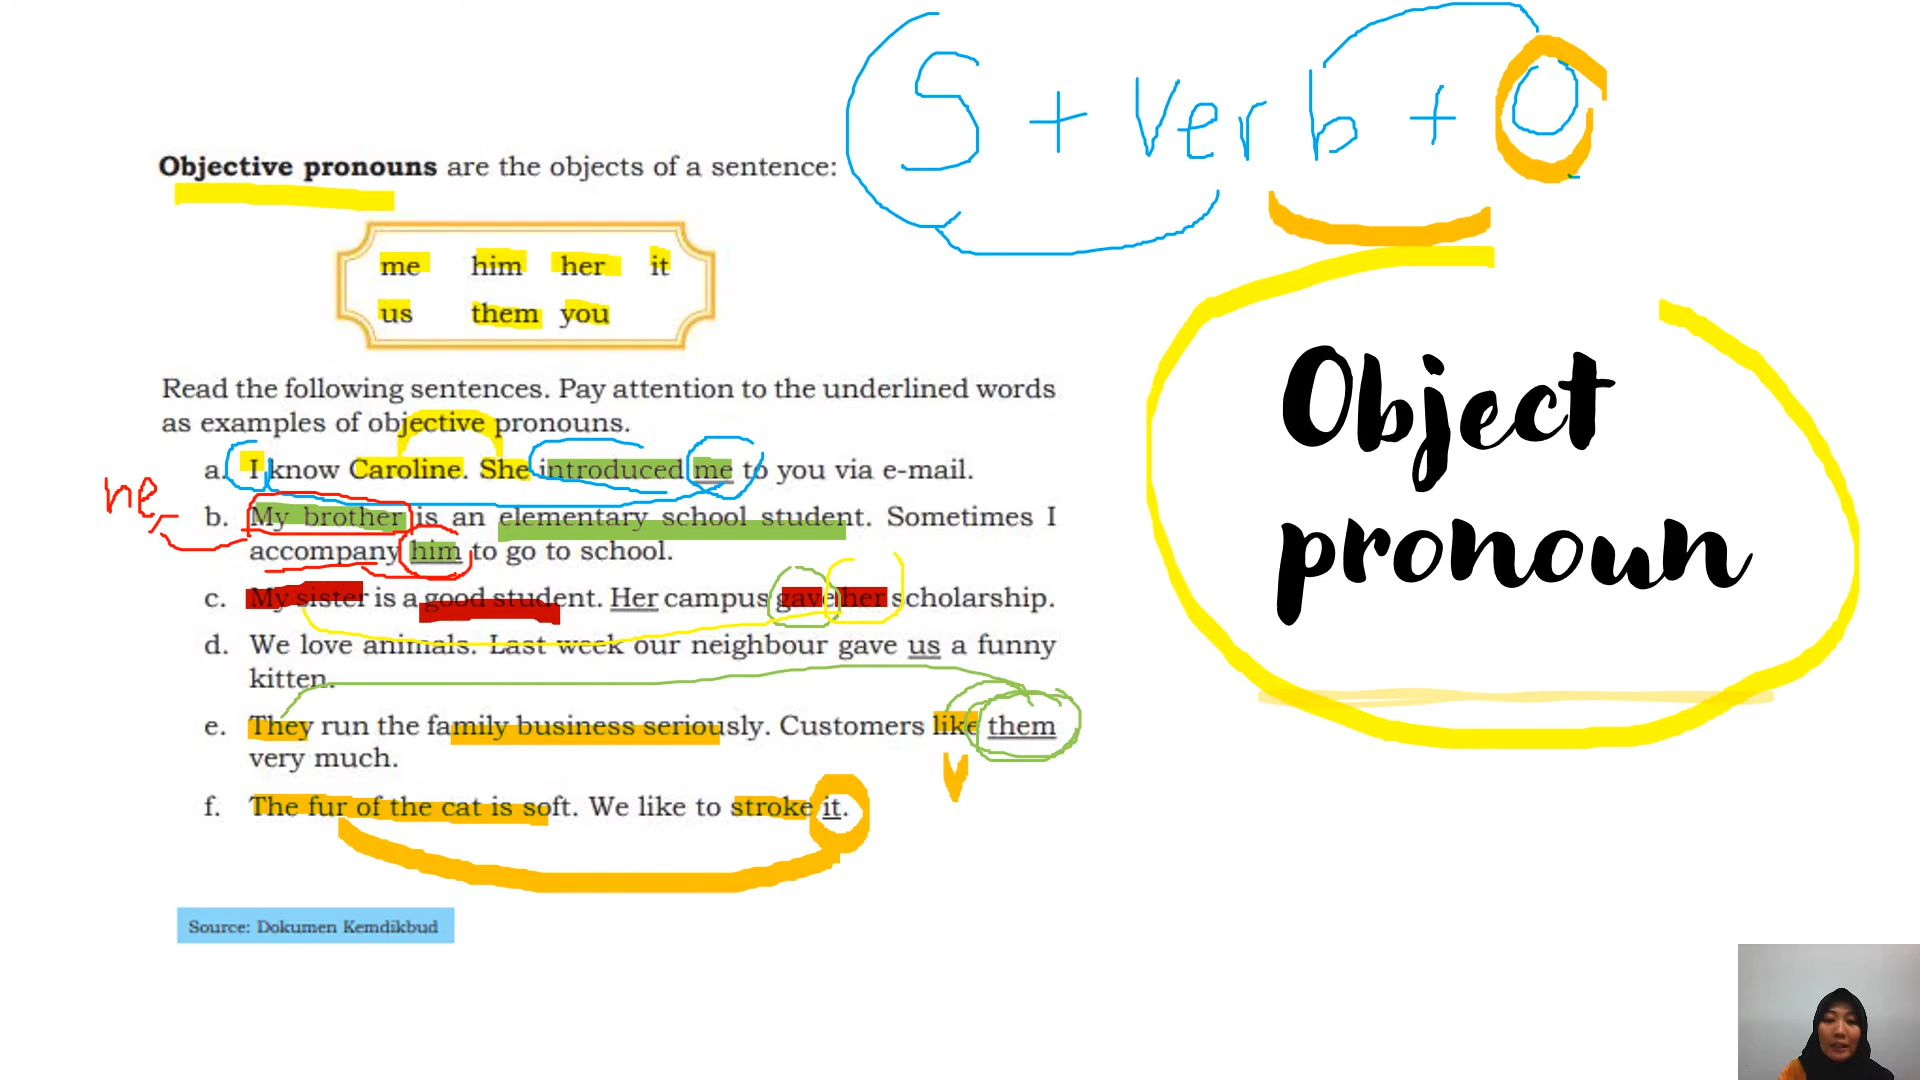 S + Verb + O
Objective pronouns are the objects of a sentence:
me him her it
us them you
Read the following sentences. Pay attention to the underlined words
as examples of objective pronouns.
a. I know Caroline. She introduced me to you via e-mail.
he
b. My brother is an elementary school student. Sometimes I
accompany him to go to school.
c. My sister is a good student. Her campus gave her scholarship.
d. We love animals. Last week our neighbour gave us a funny
kitten.
e. They run the family business seriously. Customers like them
very much.
f. The fur of the cat is soft. We like to stroke it.
Source: Dokumen Kemdikbud
Object
pronoun